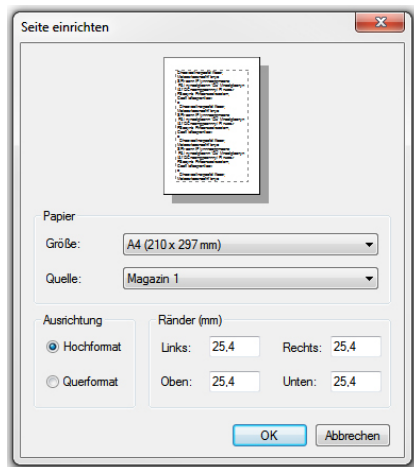 Seite einrichten
Papier
Größe: A4 (210 x 297 mm)
Quelle: Magazin 1
Ausrichtung Ränder (mm)
Hochformat Links: 25,4 Rechts: 25,4
Querformat Oben: 25,4 Unten: 25,4
OK Abbrechen